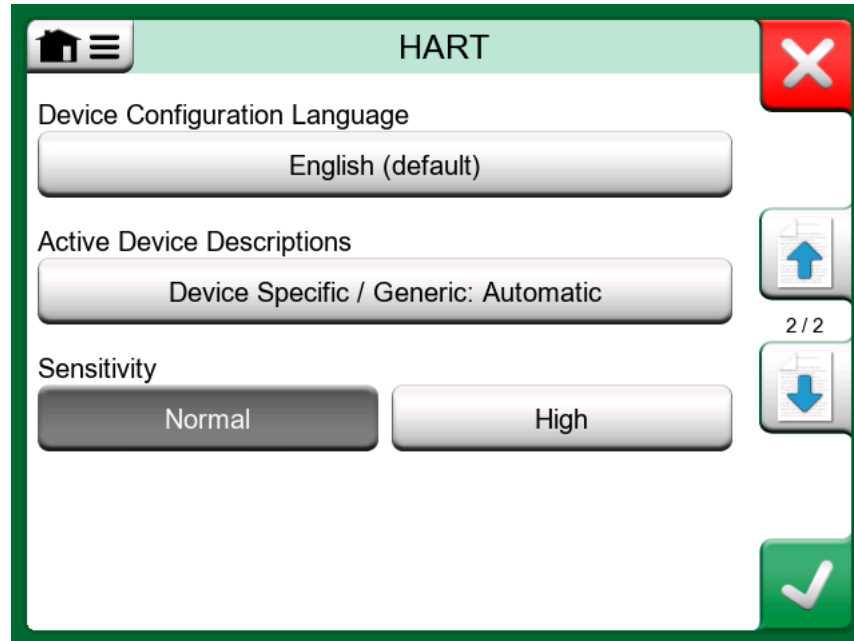 HART
Device Configuration Language
English (default)
Active Device Descriptions
Device Specific / Generic: Automatic
2 / 2
Sensitivity
Normal
High